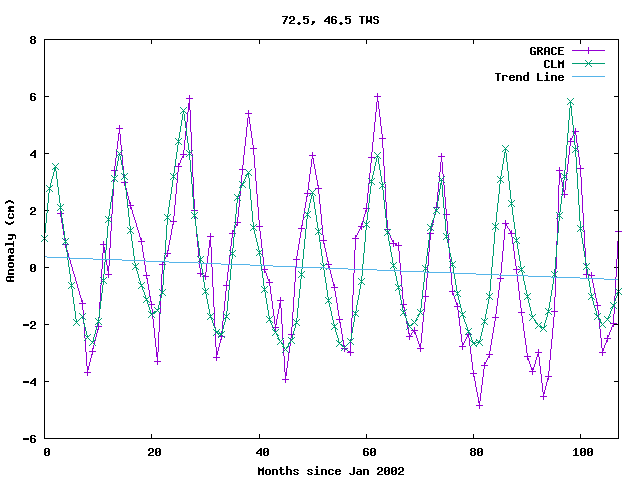 72.5, 46.5 TWS
GRACE
CLM
Trend Line
8
6
4
2
0
-2
-4
-6
Anomaly (cm)
0 20 40 60 80 100
Months since Jan 2002